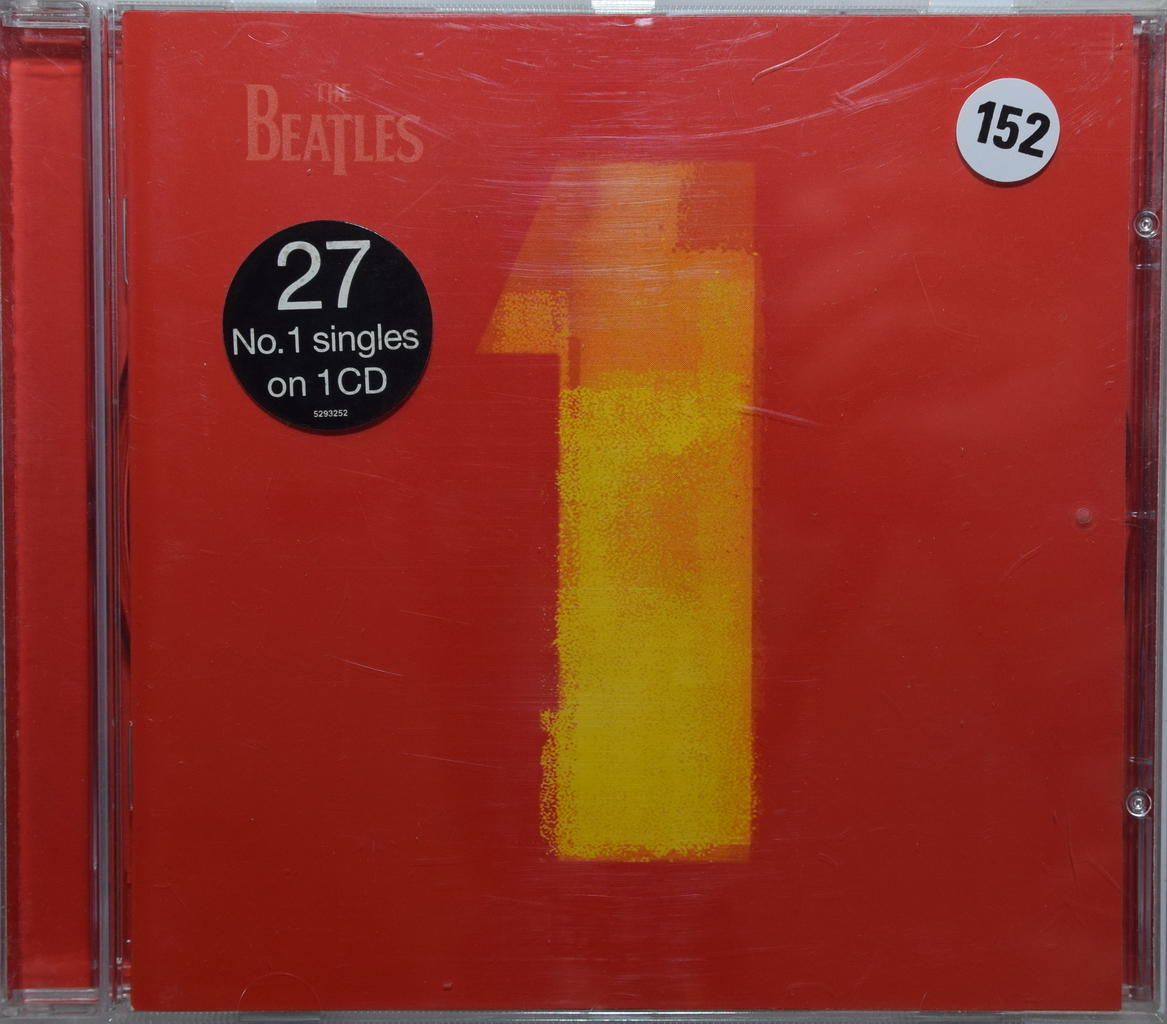 THE
BEATLES
152
27
No.1 singles
on 1CD
5293252
1